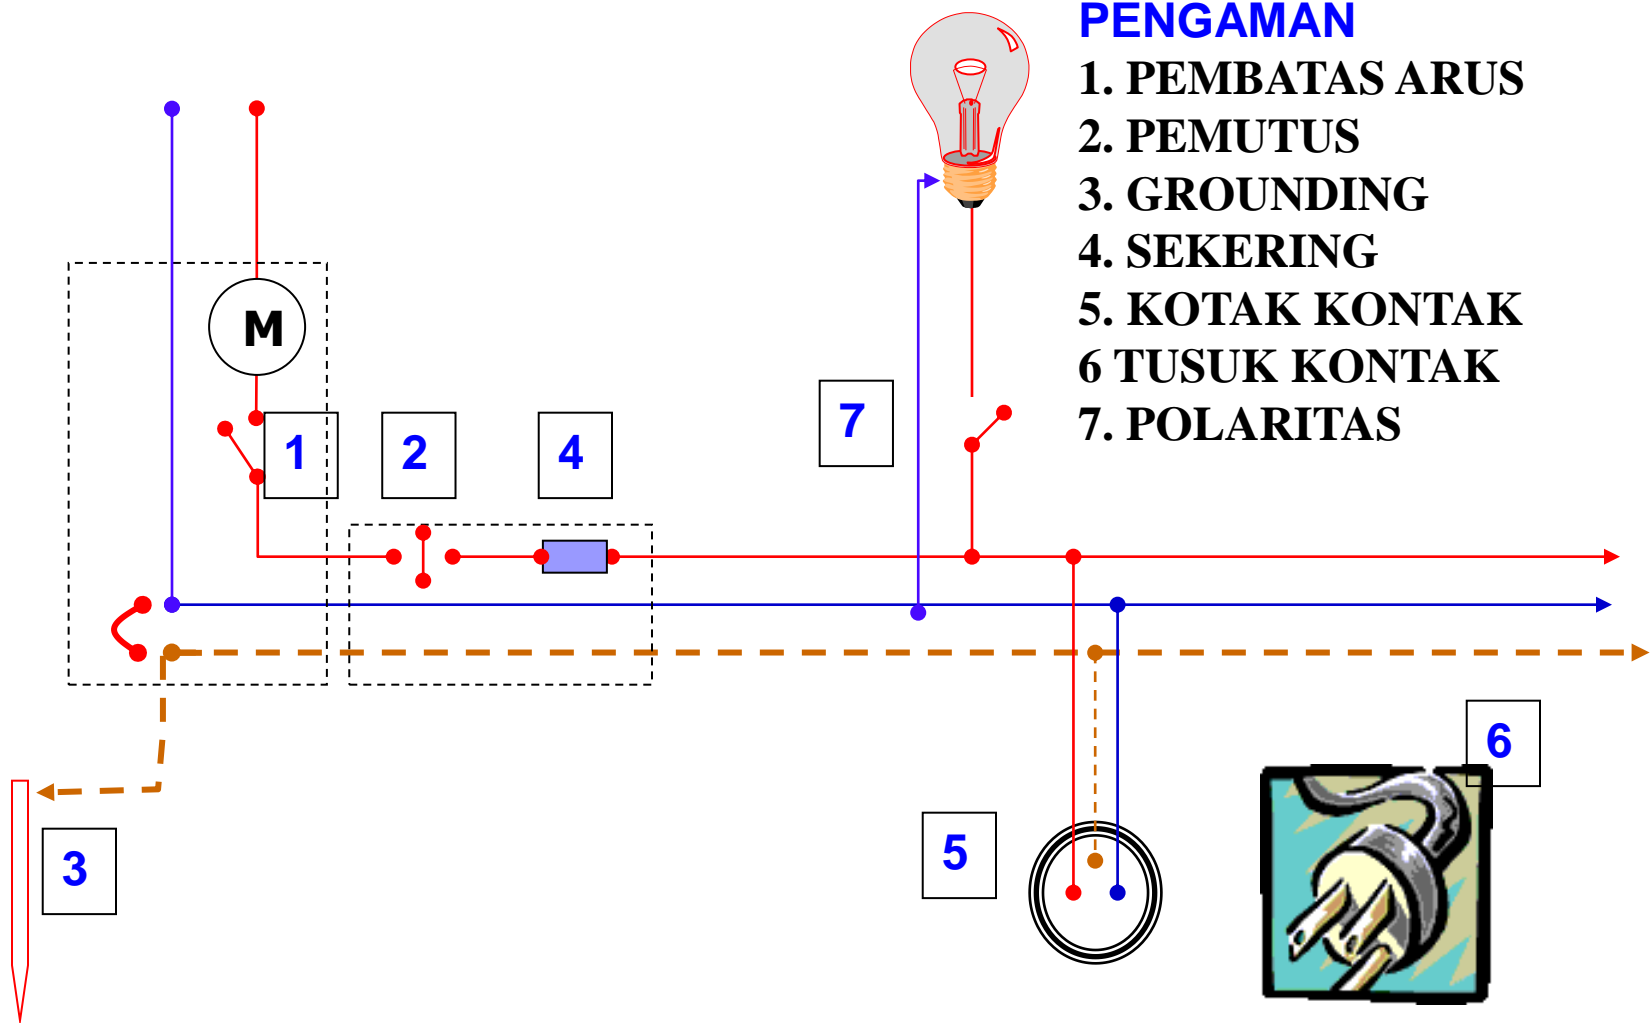 PENGAMAN
1. PEMBATAS ARUS
2. PEMUTUS
3. GROUNDING
4. SEKERING
5. KOTAK KONTAK
6 TUSUK KONTAK
7. POLARITAS
M
1
2
4
7
6
5
3